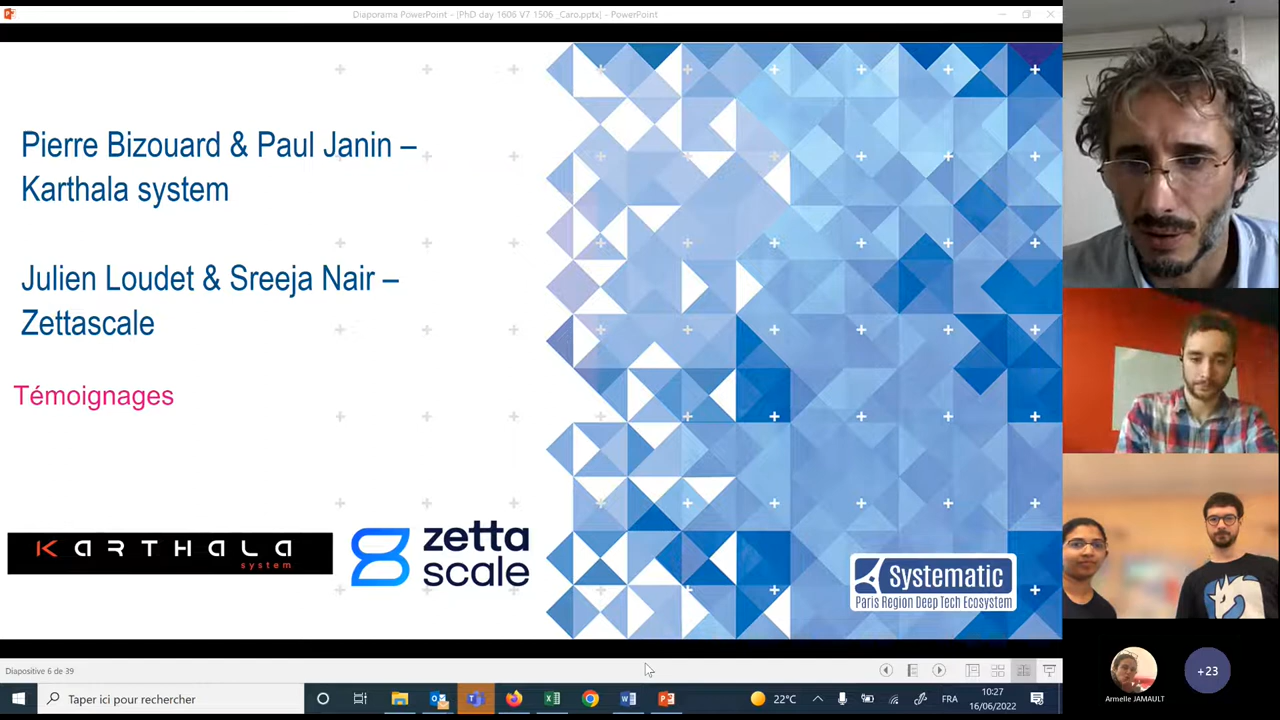 Diaporama PowerPoint - [PhD day 1606 V7 1506 _Caro.pptx] - PowerPoint
Pierre Bizouard & Paul Janin –
Karthala system
Julien Loudet & Sreeja Nair –
Zettascale
Témoignages
KARTHALA
system
zetta
scale
Systematic
Paris Region Deep Tech Ecosystem
+23
Armelle JAMAULT
Diapositive 6 de 39
Taper ici pour rechercher
22°C
FRA
10:27
16/06/2022